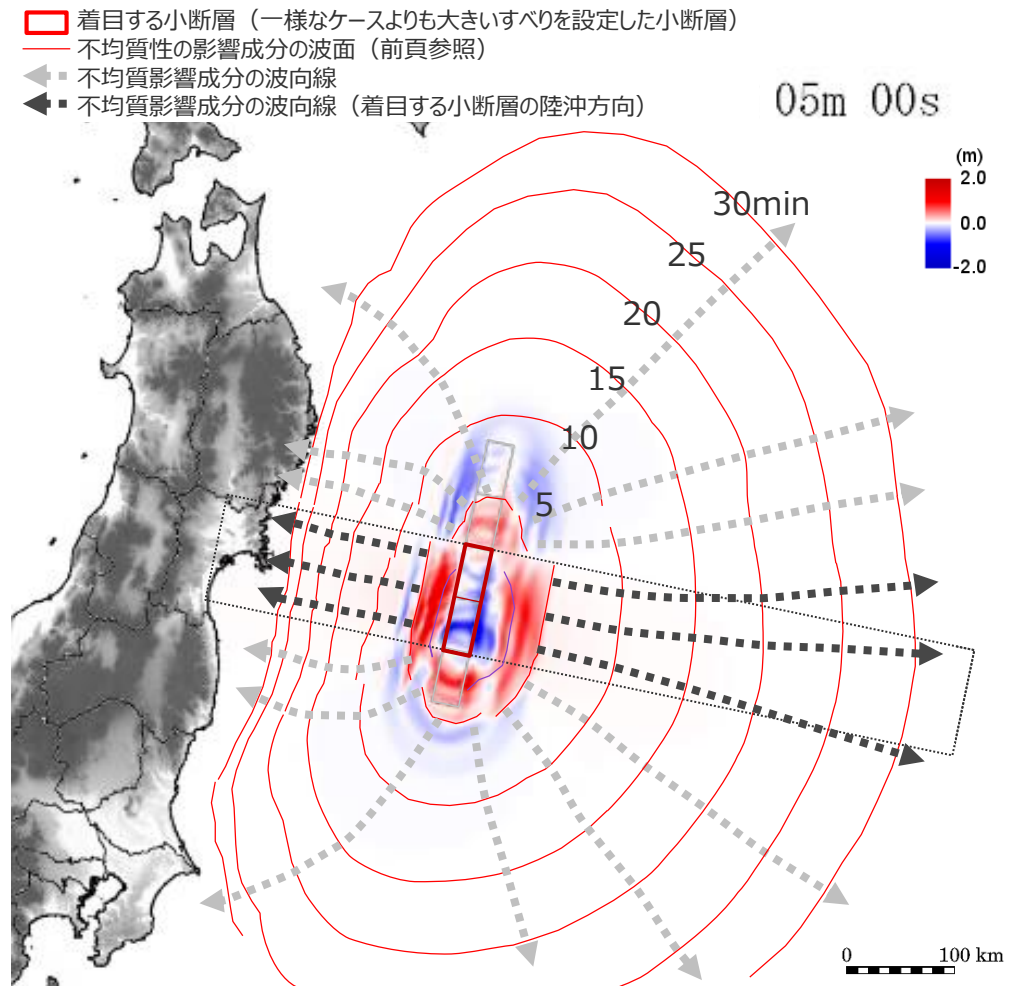 着目する小断層（一様なケースよりも大きいすべりを設定した小断層）
不均質性の影響成分の波面（前頁参照）
不均質影響成分の波向線
不均質影響成分の波向線（着目する小断層の陸沖方向）
05m 00s
(m)
2.0
0.0
-2.0
30min
25
20
15
10
5
0 100 km